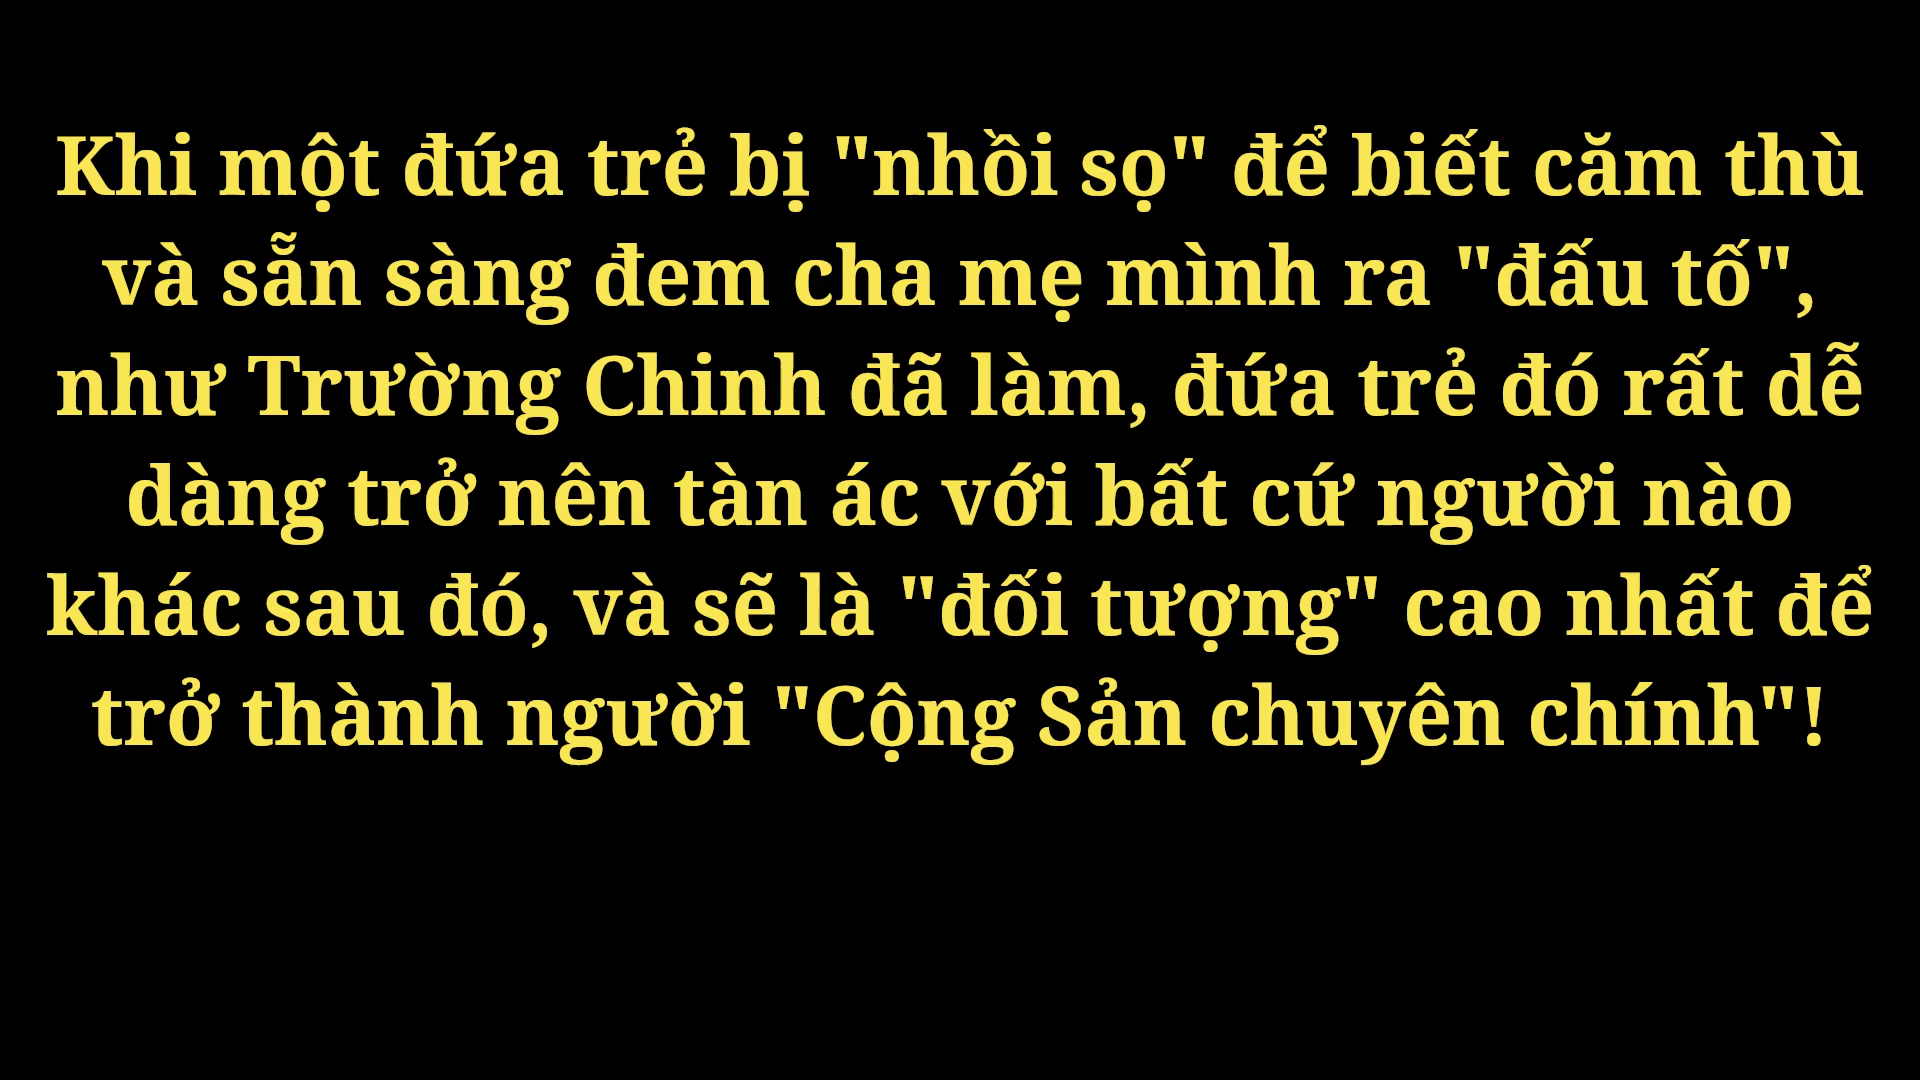 Khi một đứa trẻ bị "nhồi sọ" để biết căm thù
và sẵn sàng đem cha mẹ mình ra "đấu tố",
như Trường Chinh đã làm, đứa trẻ đó rất dễ
dàng trở nên tàn ác với bất cứ người nào
khác sau đó, và sẽ là "đối tượng" cao nhất để
trở thành người "Cộng Sản chuyên chính"!